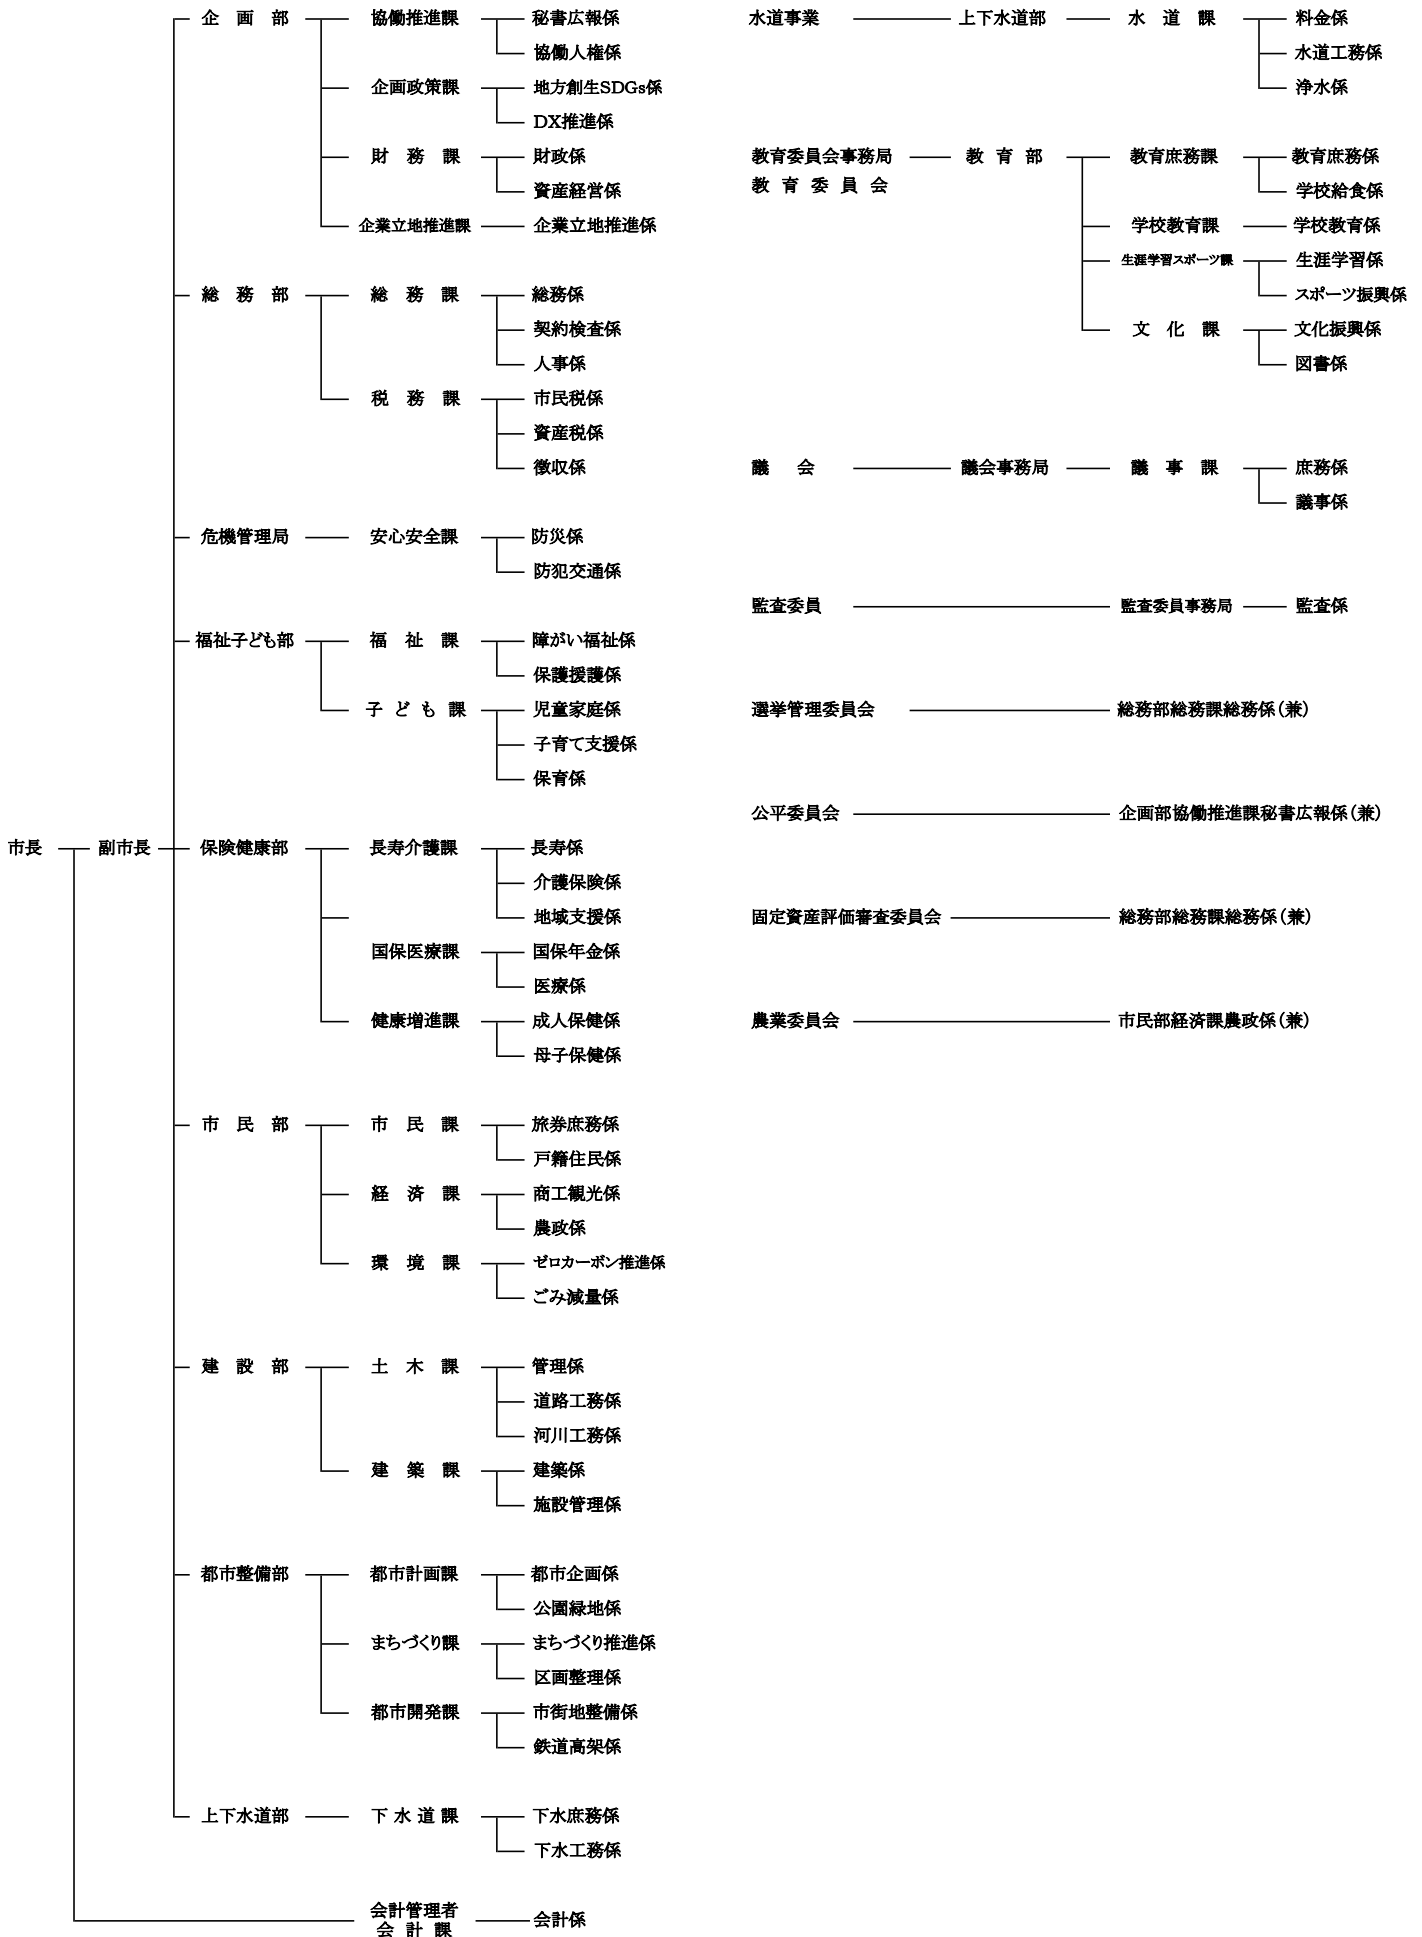 企画部 協働推進課 秘書広報係
協働人権係
企画政策課 地方創生SDGs係
DX推進係
財務課 財政係
資産経営係
企業立地推進課 企業立地推進係
総務部 総務課 総務係
契約検査係
人事係
税務課 市民税係
資産税係
徴収係
危機管理局 安心安全課 防災係
防犯交通係
福祉子ども部 福祉課 障がい福祉係
保護援護係
子ども課 児童家庭係
子育て支援係
保育係
市長 副市長 保険健康部 長寿介護課 長寿係
介護保険係
地域支援係
国保医療課 国保年金係
医療係
健康増進課 成人保健係
母子保健係
市民部 市民課 旅券庶務係
戸籍住民係
経済課 商工観光係
農政係
環境課 ゼロカーボン推進係
ごみ減量係
建設部 土木課 管理係
道路工務係
河川工務係
建築課 建築係
施設管理係
都市整備部 都市計画課 都市企画係
公園緑地係
まちづくり課 まちづくり推進係
区画整理係
都市開発課 市街地整備係
鉄道高架係
上下水道部 下水道課 下水庶務係
下水工務係
会計管理者
会計課 会計係
水道事業 上下水道部 水道課 料金係
水道工務係
浄水係
教育委員会事務局 教育部 教育庶務課 教育庶務係
教育委員会
学校給食係
学校教育課 学校教育係
生涯学習スポーツ課 生涯学習係
スポーツ振興係
文化課 文化振興係
図書係
議会 議会事務局 議事課 庶務係
議事係
監査委員 監査委員事務局 監査係
選挙管理委員会 総務部総務課総務係(兼)
公平委員会 企画部協働推進課秘書広報係(兼)
固定資産評価審査委員会 総務部総務課総務係(兼)
農業委員会 市民部経済課農政係(兼)